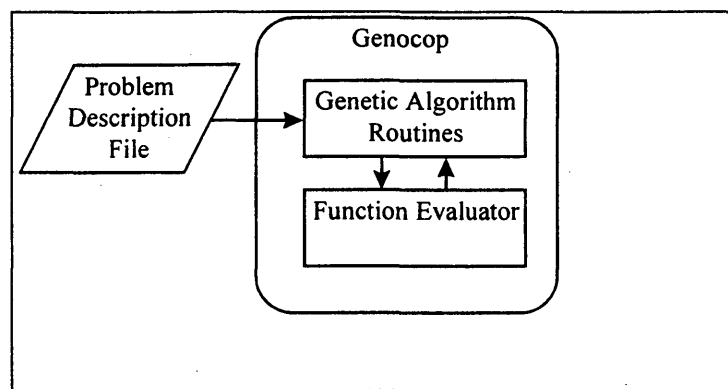 Genocop
Problem
Description
File
Genetic Algorithm
Routines
Function Evaluator